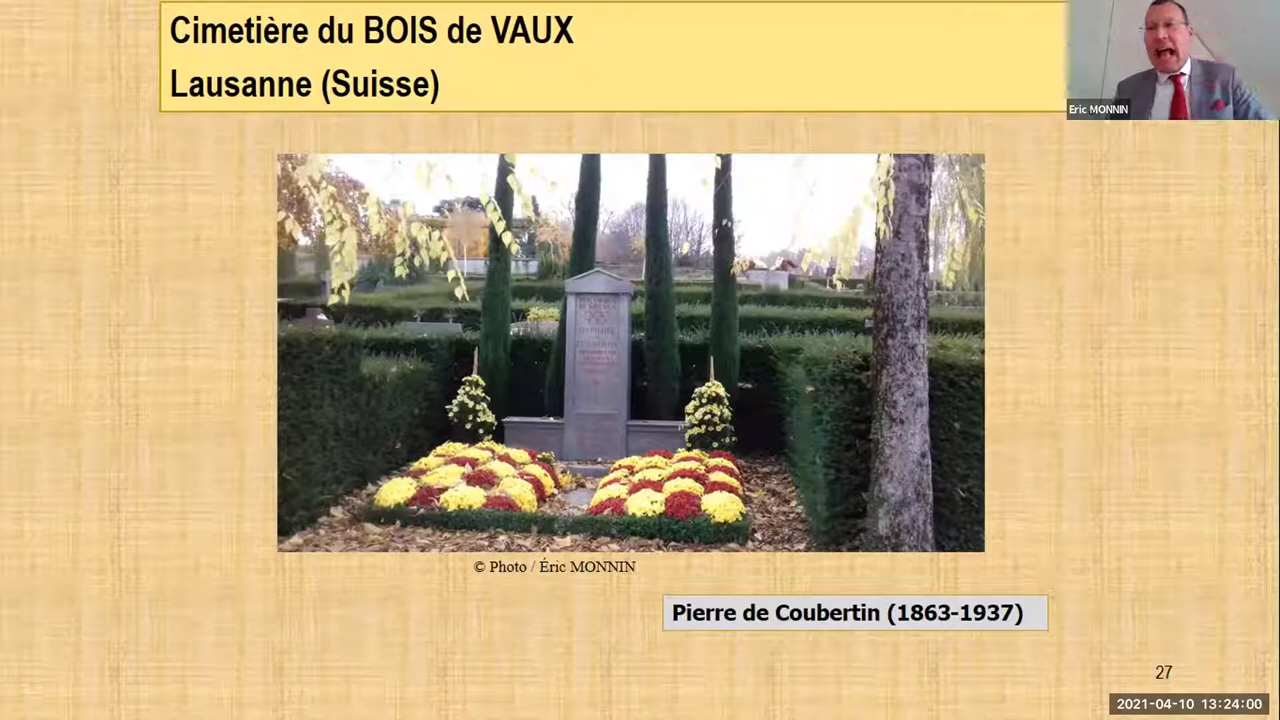 Cimetière du BOIS de VAUX
Lausanne (Suisse)
Eric MONNIN
© Photo / Éric MONNIN
Pierre de Coubertin (1863-1937)
27
2021-04-10 13:24:00